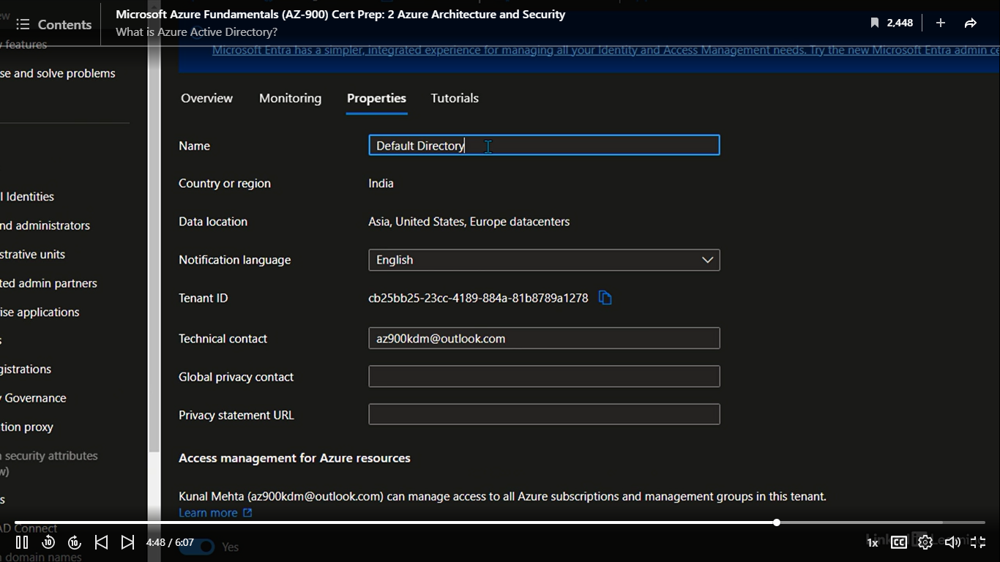 Contents
Microsoft Azure Fundamentals (AZ-900) Cert Prep: 2 Azure Architecture and Security
What is Azure Active Directory?
2,448
features
se and solve problems
l Identities
nd administrators
strative units
ted admin partners
ise applications
s
gistrations
Governance
tion proxy
security attributes
w)
s
AD Connect
domain names
Microsoft Entra has a simpler, integrated experience for managing all your Identity and Access Management needs. Try the new Microsoft Entra admin ce
Overview Monitoring Properties Tutorials
Name Default Directory
Country or region India
Data location Asia, United States, Europe datacenters
Notification language English
Tenant ID cb25bb25-23cc-4189-884a-81b8789a1278
Technical contact az900kdm@outlook.com
Global privacy contact
Privacy statement URL
Access management for Azure resources
Kunal Mehta (az900kdm@outlook.com) can manage access to all Azure subscriptions and management groups in this tenant.
Learn more
Yes
10 10 4:48 / 6:07 1x CC